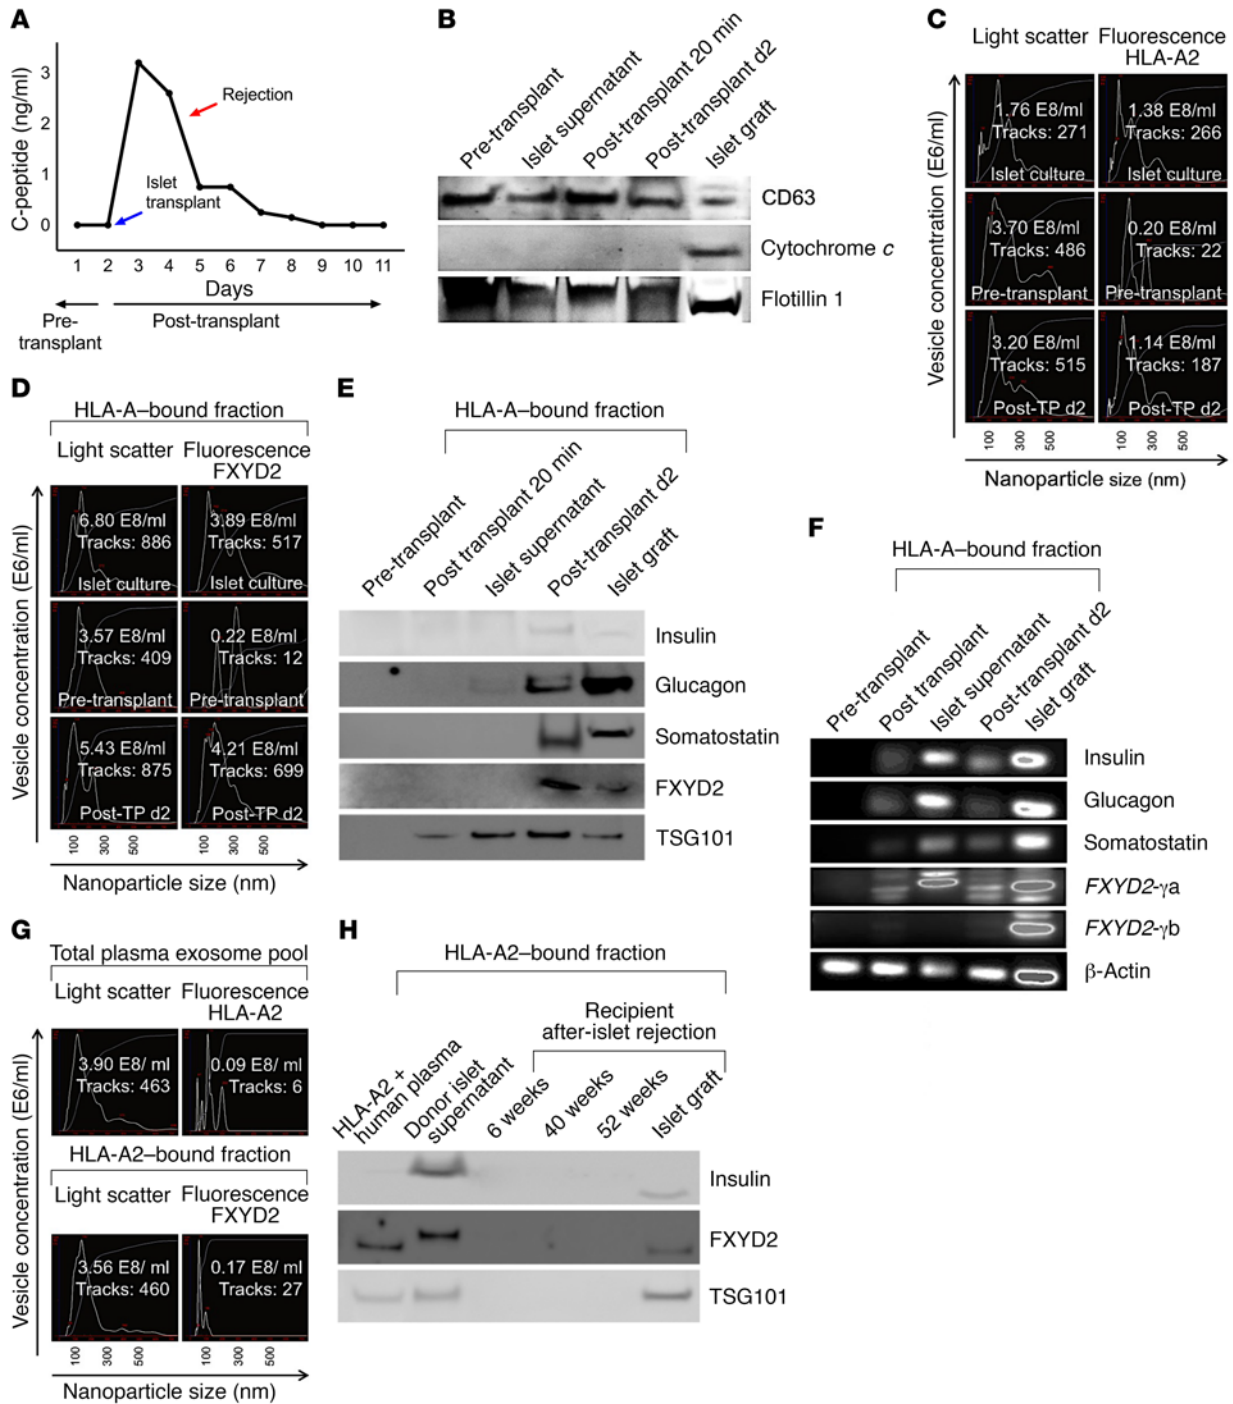 A
C-peptide (ng/ml)
3
2
1
0
Rejection
Islet
transplant
1 2 3 4 5 6 7 8 9 10 11
Days
Pre-
transplant
Post-transplant
B
Pre-transplant
Islet supernatant
Post-transplant 20 min
Post-transplant d2
Islet graft
CD63
Cytochrome c
Flotillin 1
C
Light scatter
Fluorescence
HLA-A2
Vesicle concentration (E6/ml)
1.76 E8/ml
Tracks: 271
Islet culture
1.38 E8/ml
Tracks: 266
Islet culture
3.70 E8/ml
Tracks: 486
Pre-transplant
0.20 E8/ml
Tracks: 22
Pre-transplant
3.20 E8/ml
Tracks: 515
Post-TP d2
1.14 E8/ml
Tracks: 187
Post-TP d2
100 300 500 100 300 500
Nanoparticle size (nm)
D
HLA-A–bound fraction
Light scatter
Fluorescence
FXYD2
Vesicle concentration (E6/ml)
6.80 E8/ml
Tracks: 886
Islet culture
3.89 E8/ml
Tracks: 517
Islet culture
3.57 E8/ml
Tracks: 409
Pre-transplant
0.22 E8/ml
Tracks: 12
Pre-transplant
5.43 E8/ml
Tracks: 875
Post-TP d2
4.21 E8/ml
Tracks: 699
Post-TP d2
100 300 500 100 300 500
Nanoparticle size (nm)
E
HLA-A–bound fraction
Pre-transplant
Post transplant 20 min
Islet supernatant
Post-transplant d2
Islet graft
Insulin
Glucagon
Somatostatin
FXYD2
TSG101
F
HLA-A–bound fraction
Pre-transplant
Post transplant
Islet supernatant
Post-transplant d2
Islet graft
Insulin
Glucagon
Somatostatin
FXYD2-γa
FXYD2-γb
β-Actin
G
Total plasma exosome pool
Light scatter
Fluorescence
HLA-A2
Vesicle concentration (E6/ml)
3.90 E8/ ml
Tracks: 463
0.09 E8/ ml
Tracks: 6
HLA-A2–bound fraction
Light scatter
Fluorescence
FXYD2
3.56 E8/ ml
Tracks: 460
0.17 E8/ ml
Tracks: 27
100 300 500 100 300 500
Nanoparticle size (nm)
H
HLA-A2–bound fraction
Recipient
after-islet rejection
HLA-A2 +
human plasma
Donor islet
supernatant
6 weeks
40 weeks
52 weeks
Islet graft
Insulin
FXYD2
TSG101